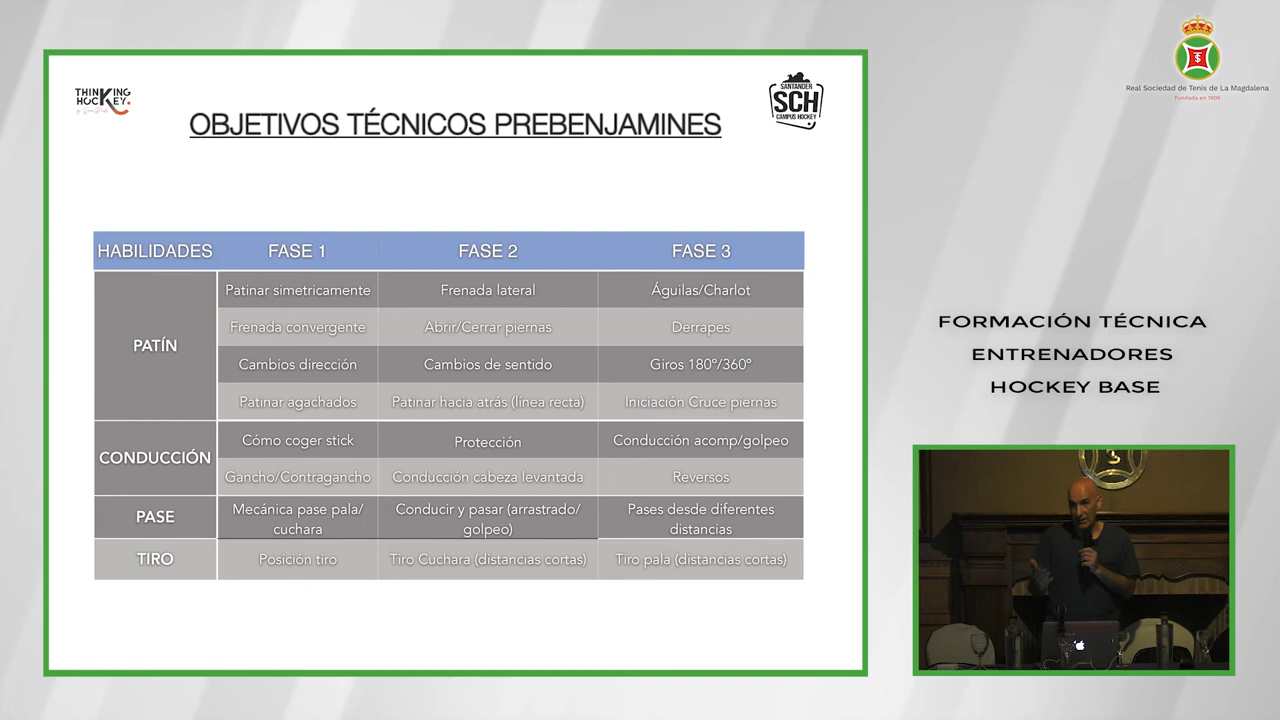 THINKING
HOCKEY.
SANTANDER
SCH
CAMPUS HOCKEY
OBJETIVOS TÉCNICOS PREBENJAMINES
HABILIDADES FASE 1 FASE 2 FASE 3
PATÍN
Patinar simetricamente Frenada lateral Águilas/Charlot
Frenada convergente Abrir/Cerrar piernas Derrapes
Cambios dirección Cambios de sentido Giros 180º/360º
Patinar agachados Patinar hacia atrás (línea recta) Iniciación Cruce piernas
CONDUCCIÓN
Cómo coger stick Protección Conducción acomp/golpeo
Gancho/Contragancho Conducción cabeza levantada Reversos
PASE
Mecánica pase pala/ Conducir y pasar (arrastrado/ Pases desde diferentes
cuchara golpeo) distancias
TIRO Posición tiro Tiro Cuchara (distancias cortas) Tiro pala (distancias cortas)
Real Sociedad de Tenis de La Magdalena
Fundada en 1906
FORMACIÓN TÉCNICA
ENTRENADORES
HOCKEY BASE